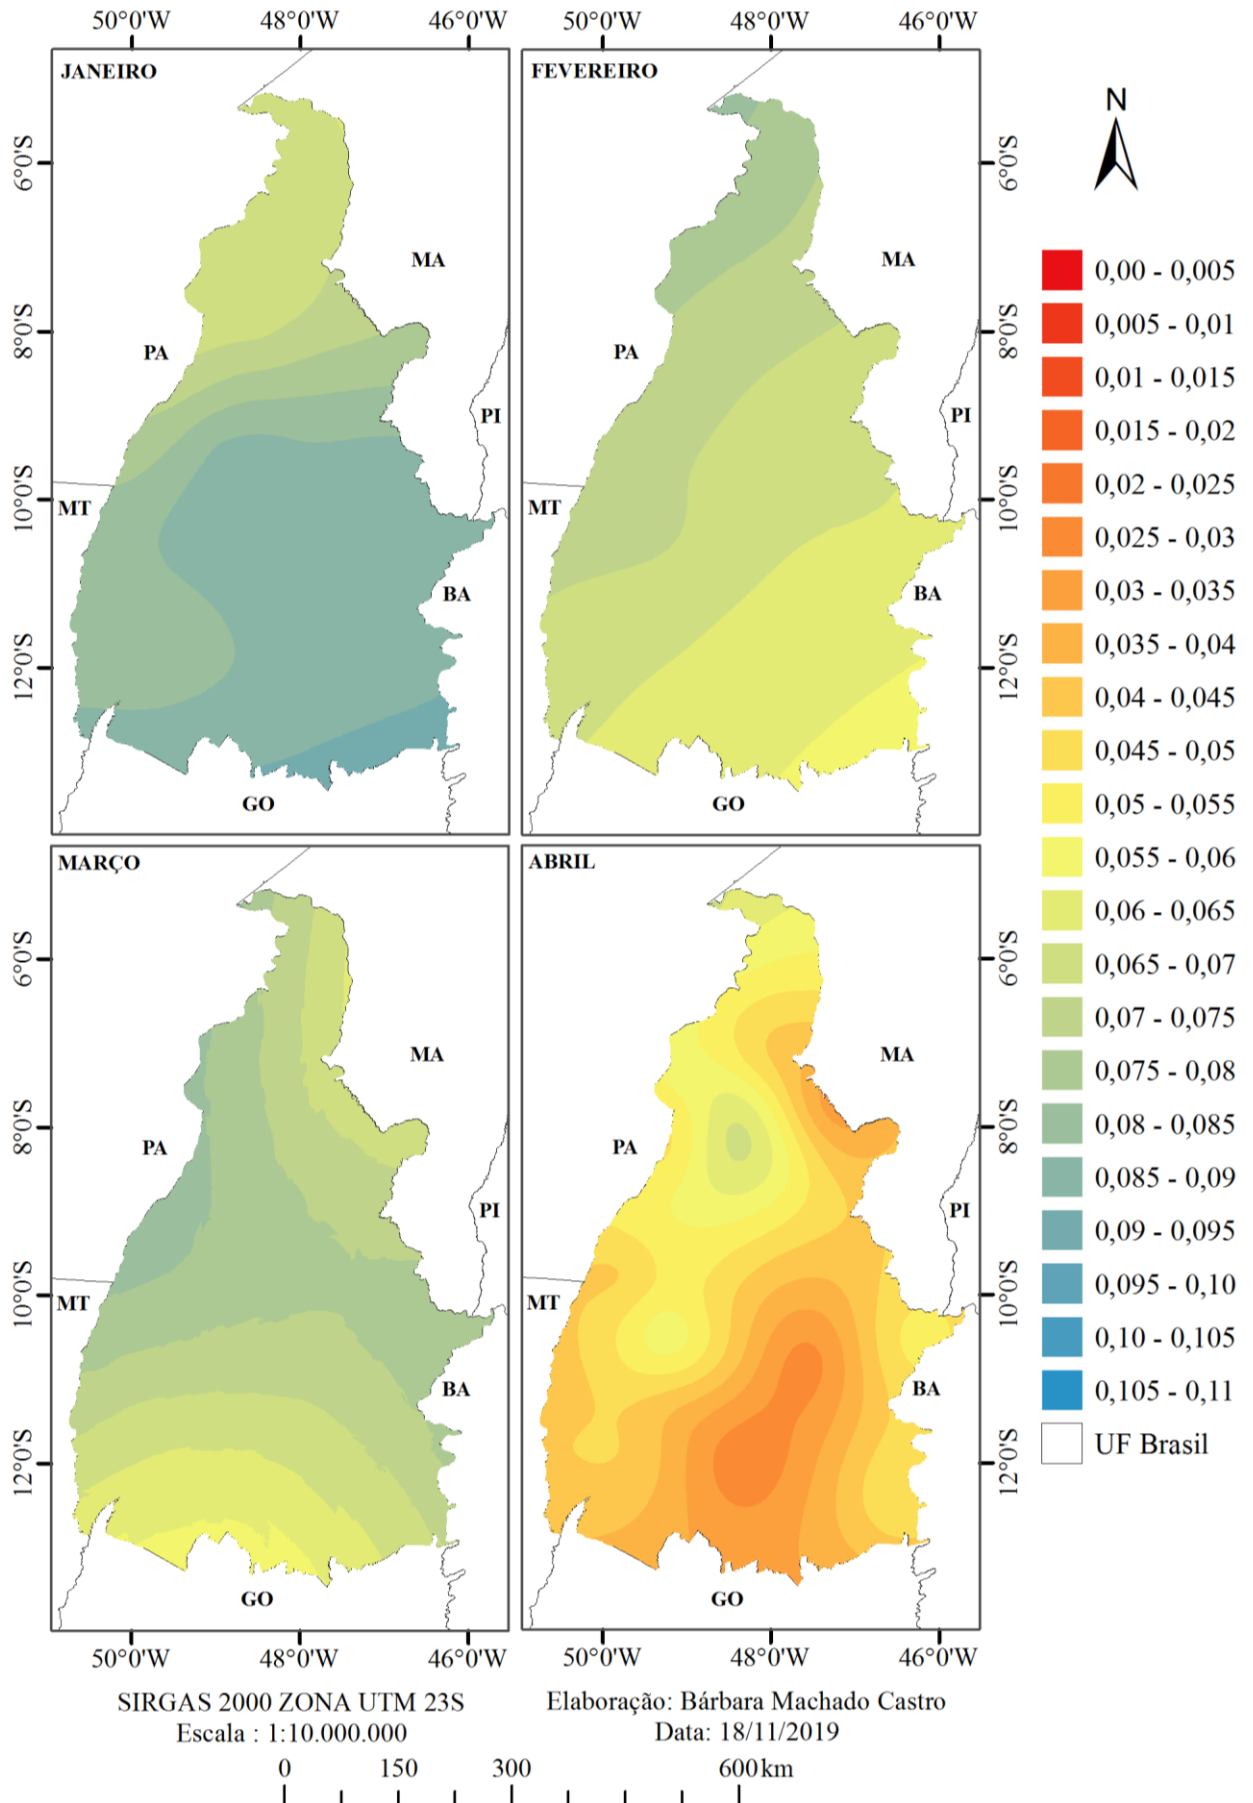 50°0'W 48°0'W 46°0'W 50°0'W 48°0'W 46°0'W
JANEIRO
FEVEREIRO
N
6°0'S
6°0'S
MA
MA
8°0'S
8°0'S
PA
PA
PI
PI
10°0'S
10°0'S
MT
MT
BA
BA
12°0'S
12°0'S
GO
GO
MARÇO
ABRIL
6°0'S
6°0'S
MA
MA
8°0'S
8°0'S
PA
PA
PI
PI
10°0'S
10°0'S
MT
MT
BA
BA
12°0'S
12°0'S
GO
GO
50°0'W 48°0'W 46°0'W 50°0'W 48°0'W 46°0'W
0,00 - 0,005
0,005 - 0,01
0,01 - 0,015
0,015 - 0,02
0,02 - 0,025
0,025 - 0,03
0,03 - 0,035
0,035 - 0,04
0,04 - 0,045
0,045 - 0,05
0,05 - 0,055
0,055 - 0,06
0,06 - 0,065
0,065 - 0,07
0,07 - 0,075
0,075 - 0,08
0,08 - 0,085
0,085 - 0,09
0,09 - 0,095
0,095 - 0,10
0,10 - 0,105
0,105 - 0,11
UF Brasil
SIRGAS 2000 ZONA UTM 23S
Escala : 1:10.000.000
Elaboração: Bárbara Machado Castro
Data: 18/11/2019
0 150 300 600 km